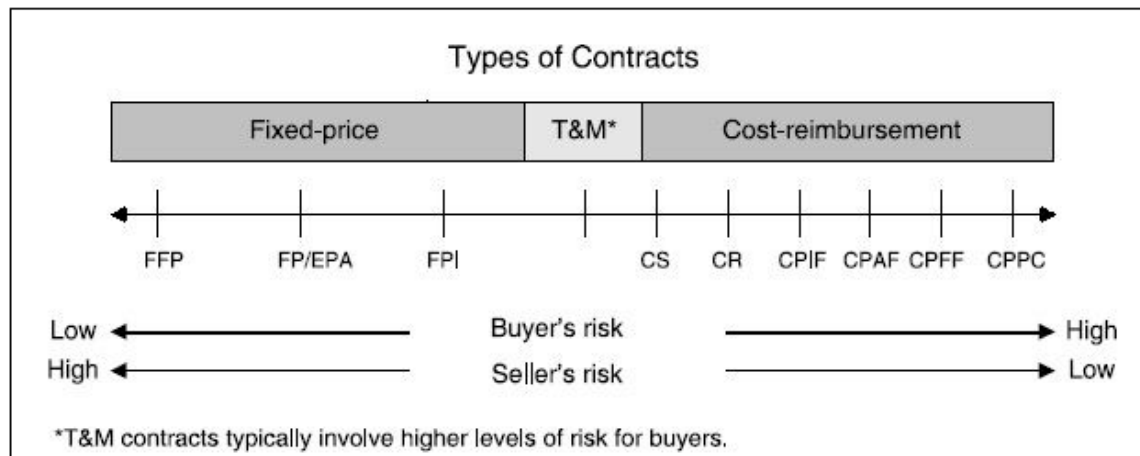 Types of Contracts
Fixed-price T&M* Cost-reimbursement
FFP FP/EPA FPI CS CR CPIF CPAF CPFF CPPC
Low Buyer's risk High
High Seller's risk Low
*T&M contracts typically involve higher levels of risk for buyers.